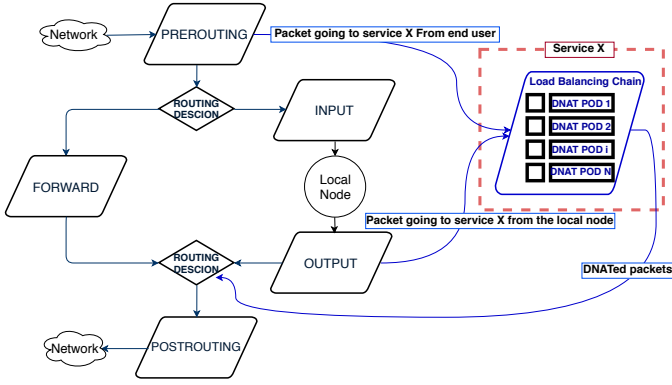 Network
PREROUTING
Packet going to service X From end user
Service X
Load Balancing Chain
DNAT POD 1
DNAT POD 2
DNAT POD i
DNAT POD N
ROUTING
DESCION
INPUT
FORWARD
Local
Node
Packet going to service X from the local node
ROUTING
DESCION
OUTPUT
DNATed packets
Network
POSTROUTING